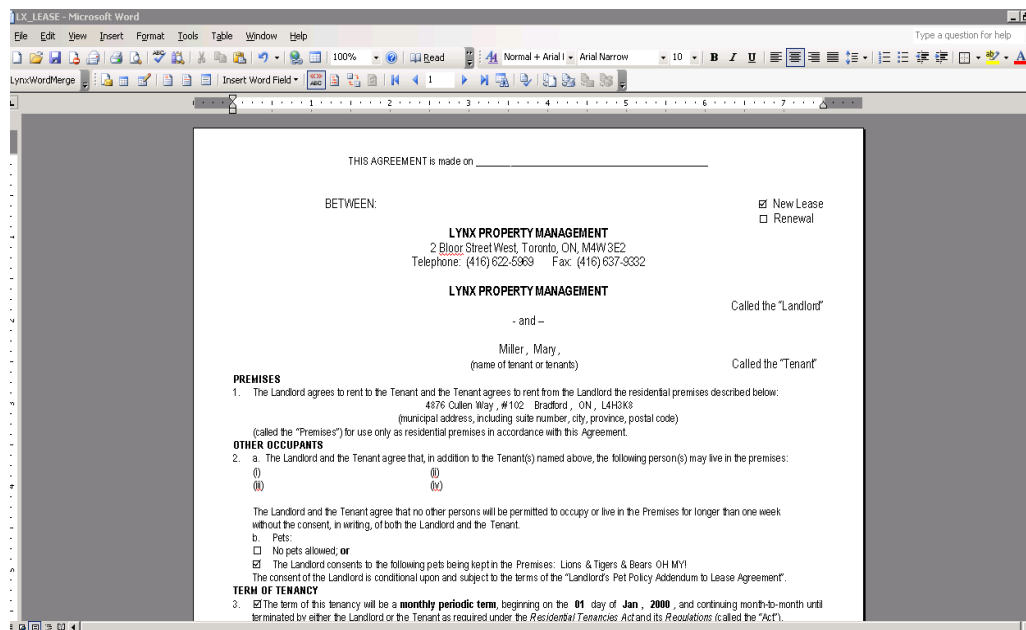 LX_LEASE - Microsoft Word
File Edit View Insert Format Tools Table Window Help Type a question for help
100% Read Normal + Arial Arial Narrow 10 B I U
LynxWordMerge Insert Word Field 1
1 2 3 4 5 6 7
THIS AGREEMENT is made on
BETWEEN:
New Lease
Renewal
LYNX PROPERTY MANAGEMENT
2 Bloor Street West, Toronto, ON, M4W3E2
Telephone: (416) 622-5969 Fax: (416) 637-9332
LYNX PROPERTY MANAGEMENT
Called the "Landlord"
- and –
Miller , Mary ,
(name of tenant or tenants) Called the "Tenant"
PREMISES
1. The Landlord agrees to rent to the Tenant and the Tenant agrees to rent from the Landlord the residential premises described below:
4876 Cullen Way , #102 Bradford , ON , L4H3K8
(municipal address, including suite number, city, province, postal code)
(called the "Premises") for use only as residential premises in accordance with this Agreement.
OTHER OCCUPANTS
2. a. The Landlord and the Tenant agree that, in addition to the Tenant(s) named above, the following person(s) may live in the premises:
(i) (ii)
(iii) (iv)
The Landlord and the Tenant agree that no other persons will be permitted to occupy or live in the Premises for longer than one week
without the consent, in writing, of both the Landlord and the Tenant.
b. Pets:
No pets allowed; or
The Landlord consents to the following pets being kept in the Premises: Lions & Tigers & Bears OH MY!
The consent of the Landlord is conditional upon and subject to the terms of the "Landlord's Pet Policy Addendum to Lease Agreement".
TERM OF TENANCY
3. The term of this tenancy will be a monthly periodic term, beginning on the 01 day of Jan , 2000 , and continuing month-to-month until
terminated by either the Landlord or the Tenant as required under the Residential Tenancies Act and its Regulations (called the "Act").